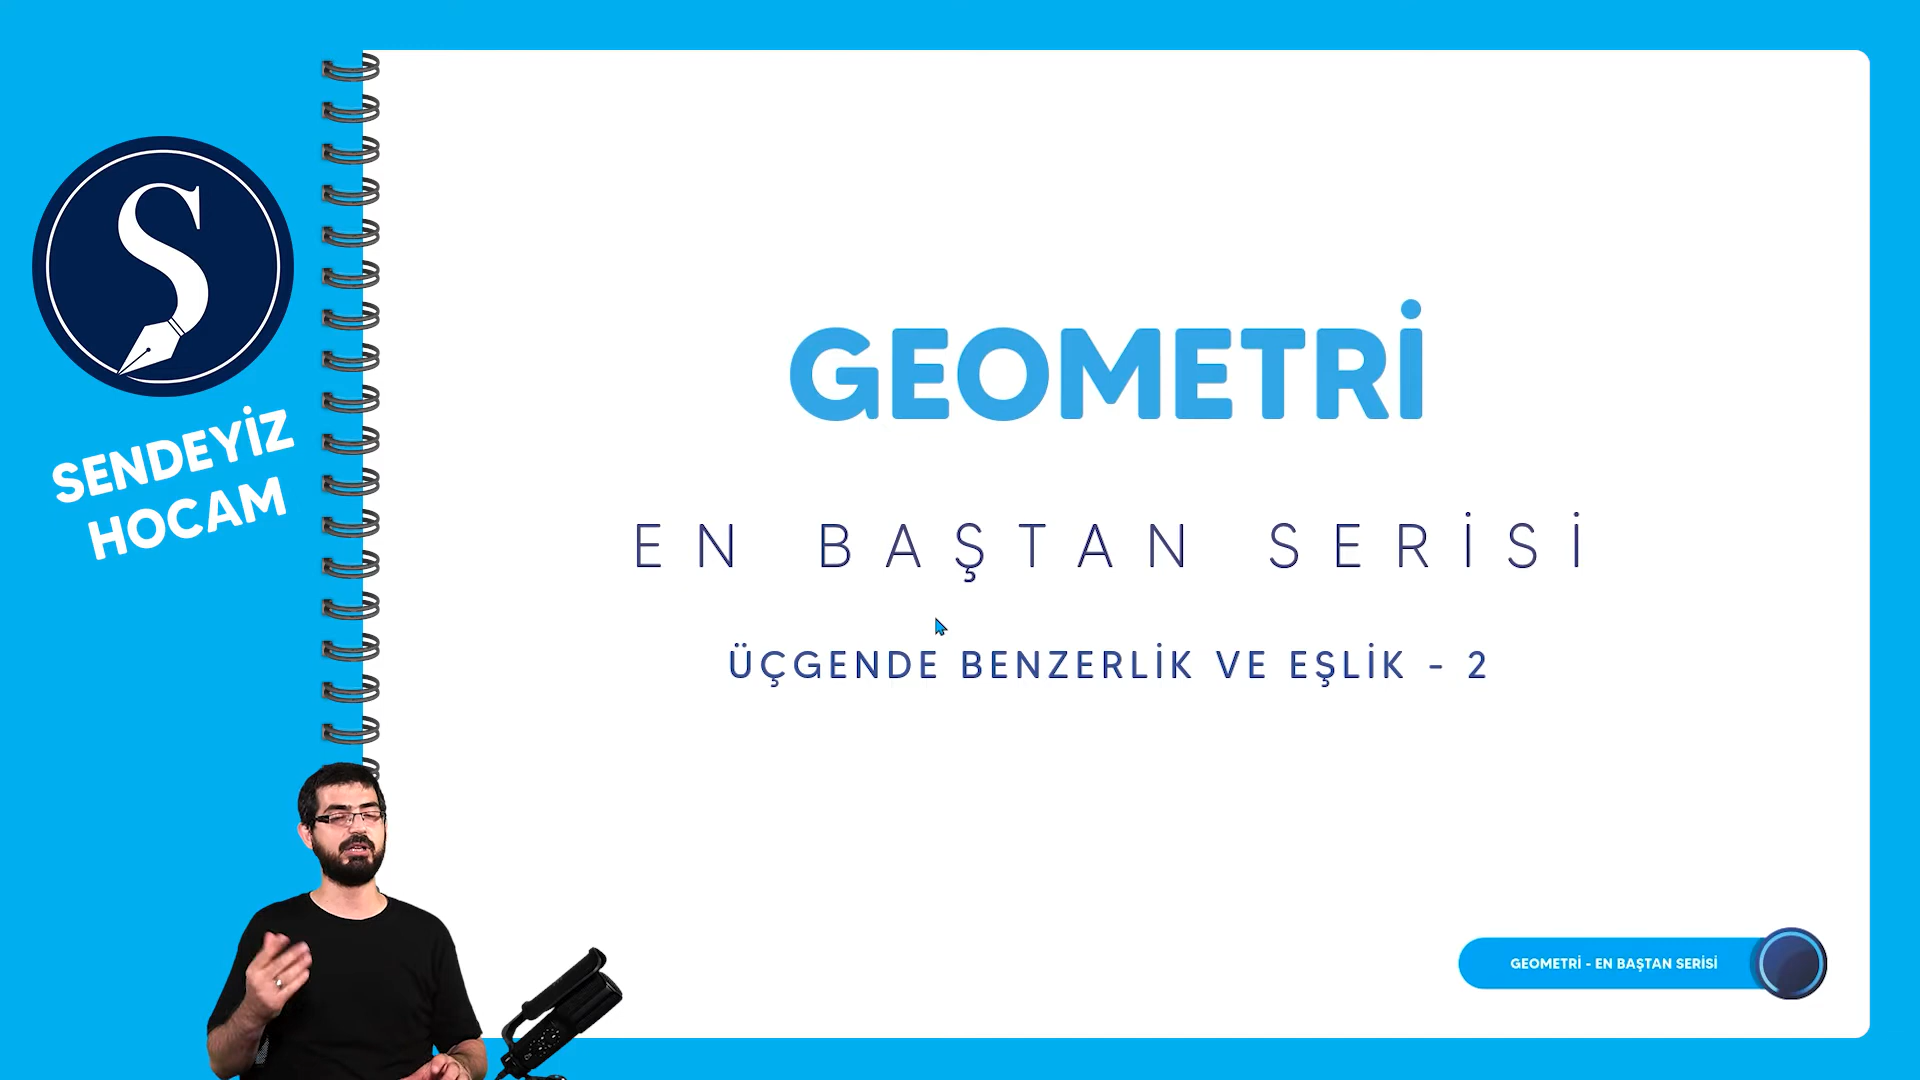 SENDEYİZ
HOCAM
GEOMETRİ
EN BAŞTAN SERİSİ
ÜÇGENDE BENZERLİK VE EŞLİK - 2
GEOMETRİ - EN BAŞTAN SERİSİ